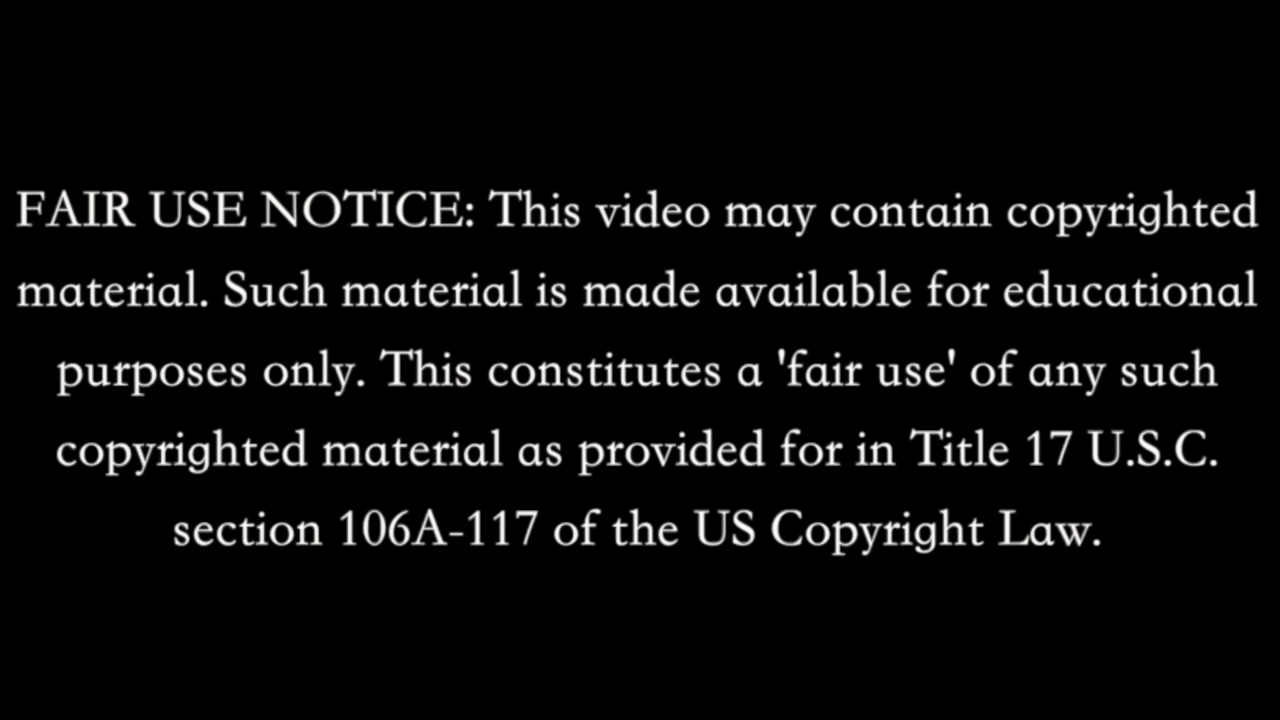 FAIR USE NOTICE: This video may contain copyrighted
material. Such material is made available for educational
purposes only. This constitutes a 'fair use' of any such
copyrighted material as provided for in Title 17 U.S.C.
section 106A-117 of the US Copyright Law.